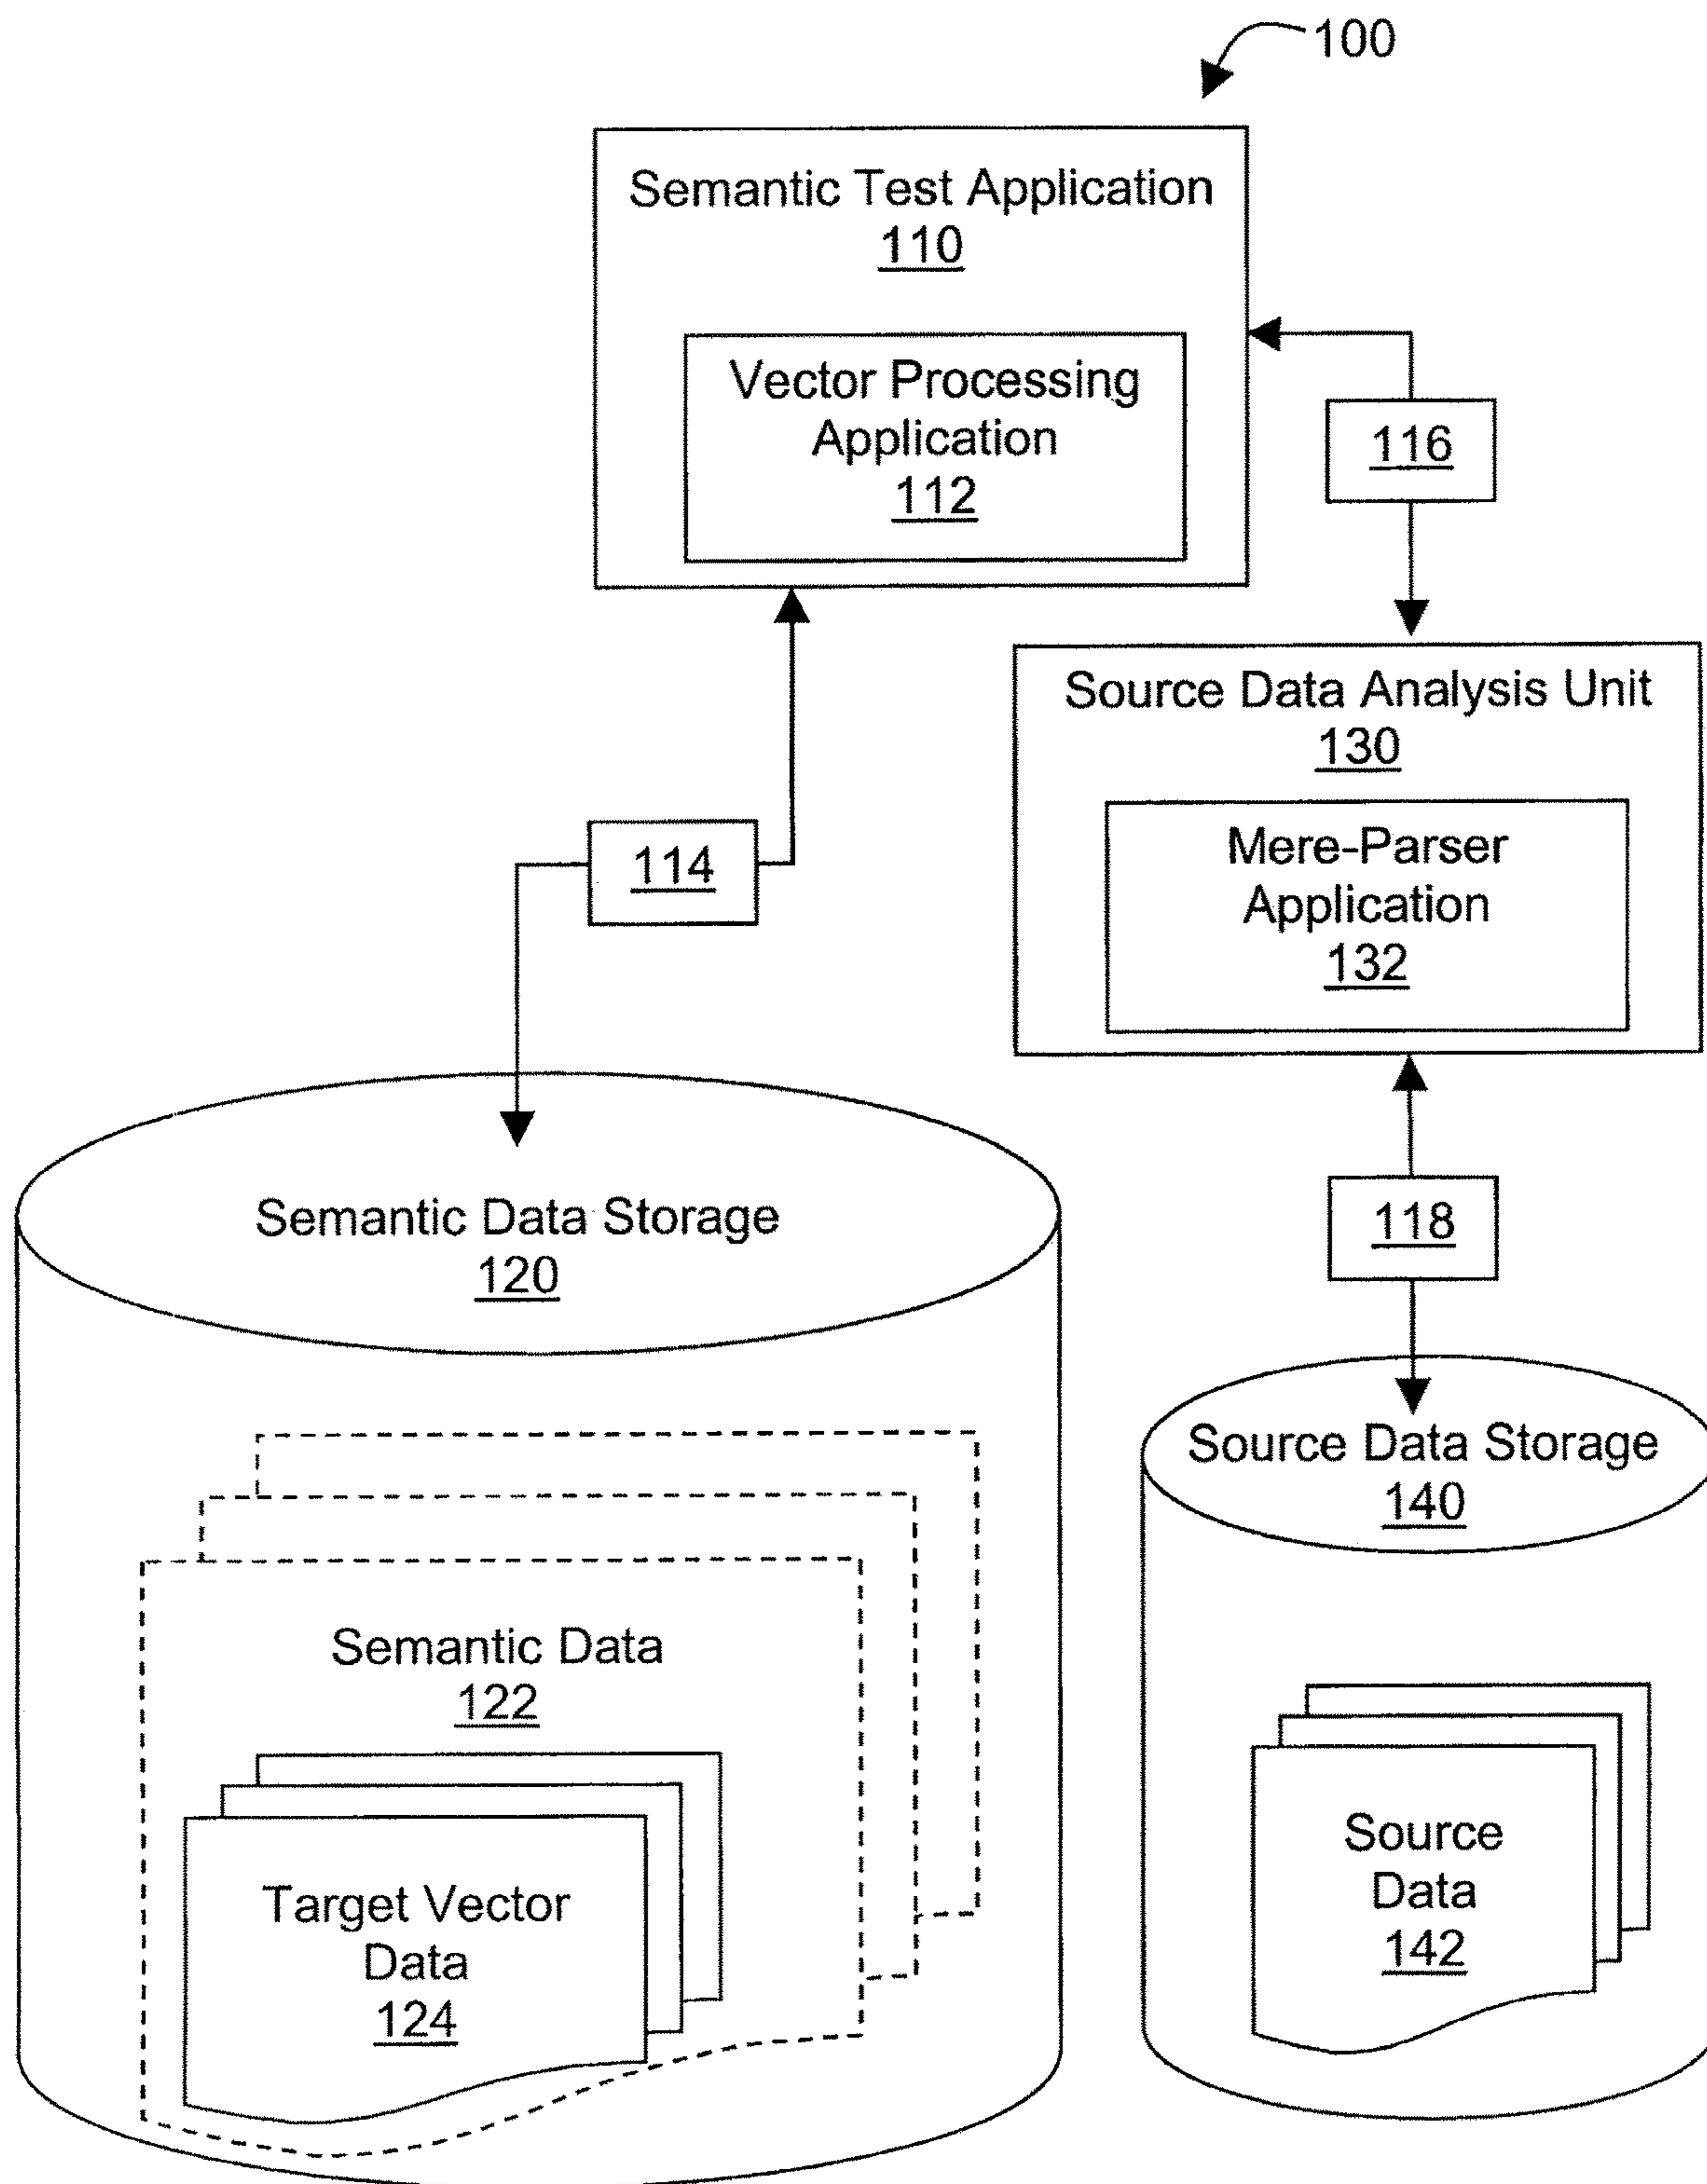 100
Semantic Test Application
110
Vector Processing
Application
112
116
Source Data Analysis Unit
130
Mere-Parser
Application
132
114
Semantic Data Storage
120
118
Source Data Storage
140
Semantic Data
122
Target Vector
Data
124
Source
Data
142